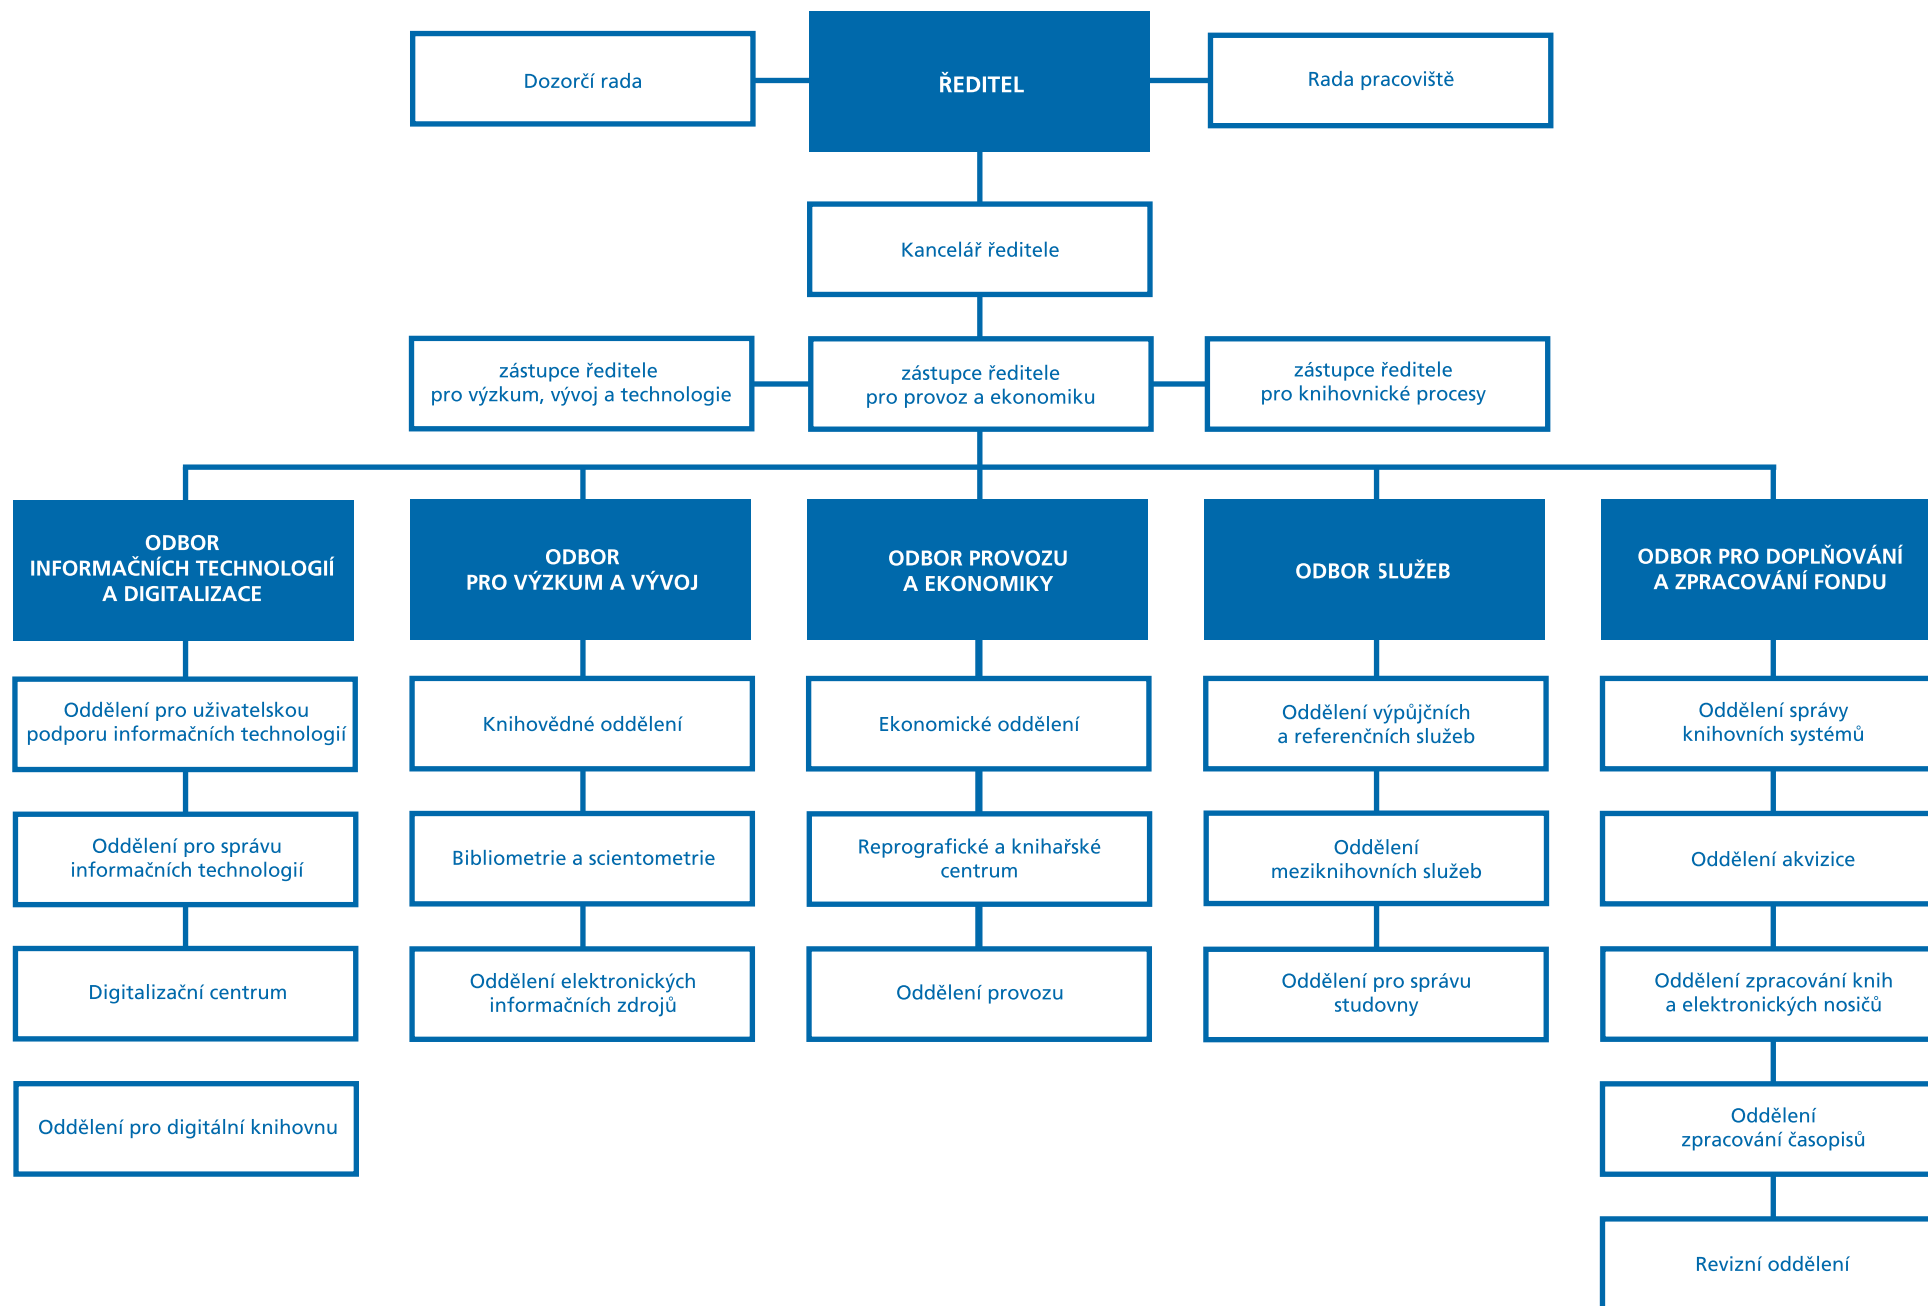 Dozorčí rada
ŘEDITEL
Rada pracoviště
Kancelář ředitele
zástupce ředitele
pro výzkum, vývoj a technologie
zástupce ředitele
pro provoz a ekonomiku
zástupce ředitele
pro knihovnické procesy
ODBOR
INFORMAČNÍCH TECHNOLOGIÍ
A DIGITALIZACE
ODBOR
PRO VÝZKUM A VÝVOJ
ODBOR PROVOZU
A EKONOMIKY
ODBOR SLUŽEB
ODBOR PRO DOPLŇOVÁNÍ
A ZPRACOVÁNÍ FONDU
Oddělení pro uživatelskou
podporu informačních technologií
Knihovědné oddělení
Ekonomické oddělení
Oddělení výpůjčních
a referenčních služeb
Oddělení správy
knihovních systémů
Oddělení pro správu
informačních technologií
Bibliometrie a scientometrie
Reprografické a knihařské
centrum
Oddělení
meziknihovních služeb
Oddělení akvizice
Digitalizační centrum
Oddělení elektronických
informačních zdrojů
Oddělení provozu
Oddělení pro správu
studovny
Oddělení zpracování knih
a elektronických nosičů
Oddělení pro digitální knihovnu
Oddělení
zpracování časopisů
Revizní oddělení